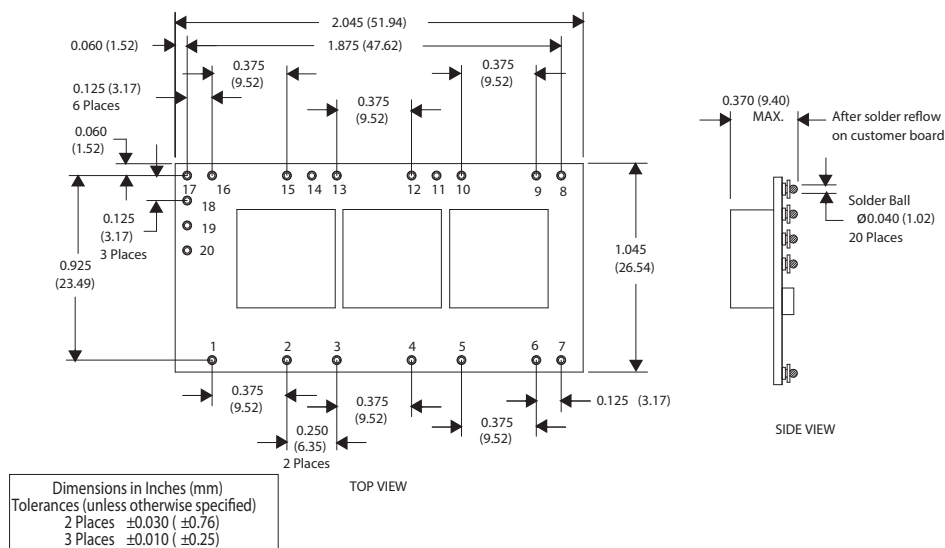 2.045 (51.94)
0.060 (1.52)
1.875 (47.62)
0.375
(9.52)
0.375
(9.52)
0.375
(9.52)
0.125 (3.17)
6 Places
0.060
(1.52)
0.370 (9.40)
MAX.
After solder reflow
on customer board
17 16 15 14 13 12 11 10 9 8
18
19
20
0.125
(3.17)
3 Places
0.925
(23.49)
1.045
(26.54)
Solder Ball
Ø0.040 (1.02)
20 Places
1 2 3 4 5 6 7
0.375
(9.52)
0.250
(6.35)
2 Places
0.375
(9.52)
0.375
(9.52)
0.125 (3.17)
SIDE VIEW
TOP VIEW
Dimensions in Inches (mm)
Tolerances (unless otherwise specified)
2 Places ±0.030 ( ±0.76)
3 Places ±0.010 ( ±0.25)